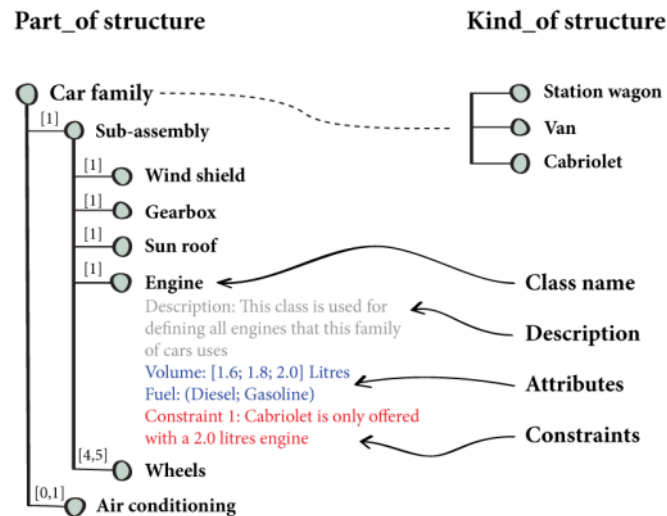 Part_of structure
Kind_of structure
Car family
Station wagon
Van
Cabriolet
[1]
Sub-assembly
[1]
Wind shield
[1]
Gearbox
[1]
Sun roof
[1]
Engine
Class name
Description: This class is used for
defining all engines that this family
of cars uses
Description
Volume: [1.6; 1.8; 2.0] Litres
Fuel: (Diesel; Gasoline)
Attributes
Constraint 1: Cabriolet is only offered
with a 2.0 litres engine
Constraints
[4,5]
Wheels
[0,1]
Air conditioning